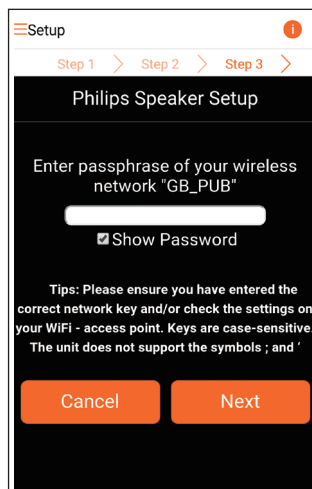 Setup
i
Step 1 Step 2 Step 3
Philips Speaker Setup
Enter passphrase of your wireless
network "GB_PUB"
Show Password
Tips: Please ensure you have entered the
correct network key and/or check the settings on
your WiFi - access point. Keys are case-sensitive.
The unit does not support the symbols ; and ‘
Cancel Next